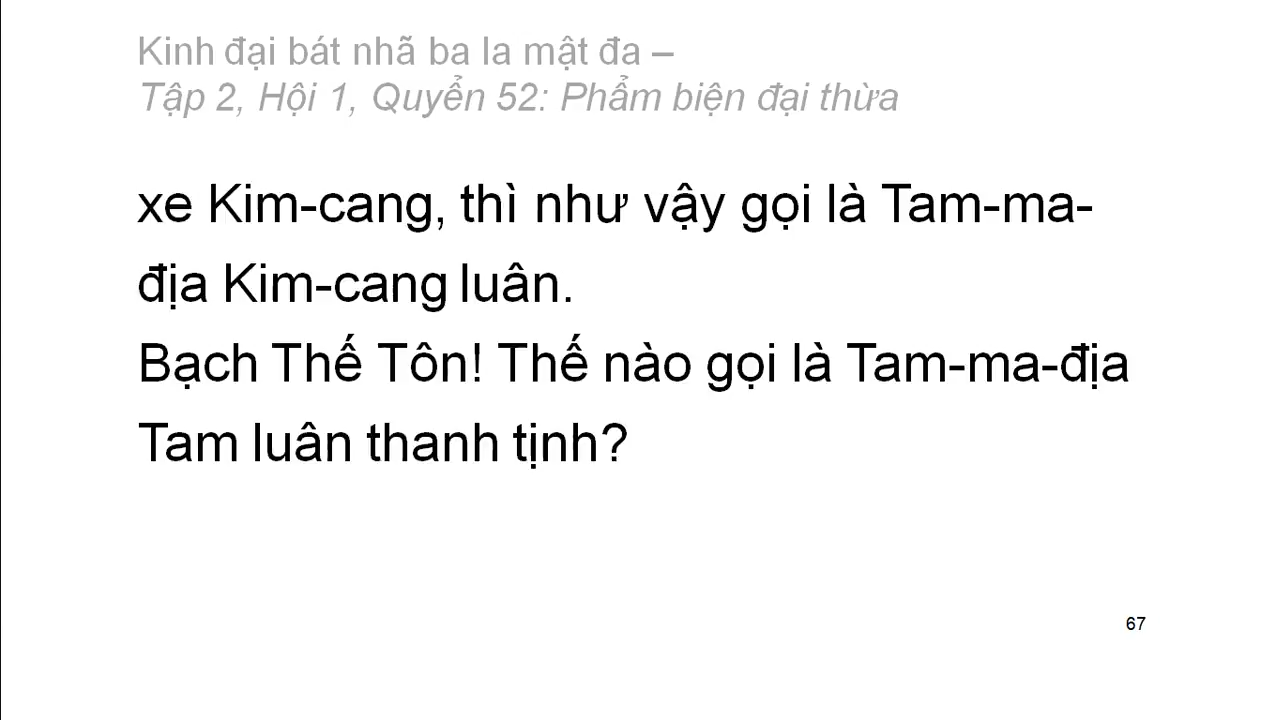 Kinh đại bát nhã ba la mật đa –
Tập 2, Hội 1, Quyển 52: Phẩm biện đại thừa
xe Kim-cang, thì như vậy gọi là Tam-ma-
địa Kim-cang luân.
Bạch Thế Tôn! Thế nào gọi là Tam-ma-địa
Tam luân thanh tịnh?
67